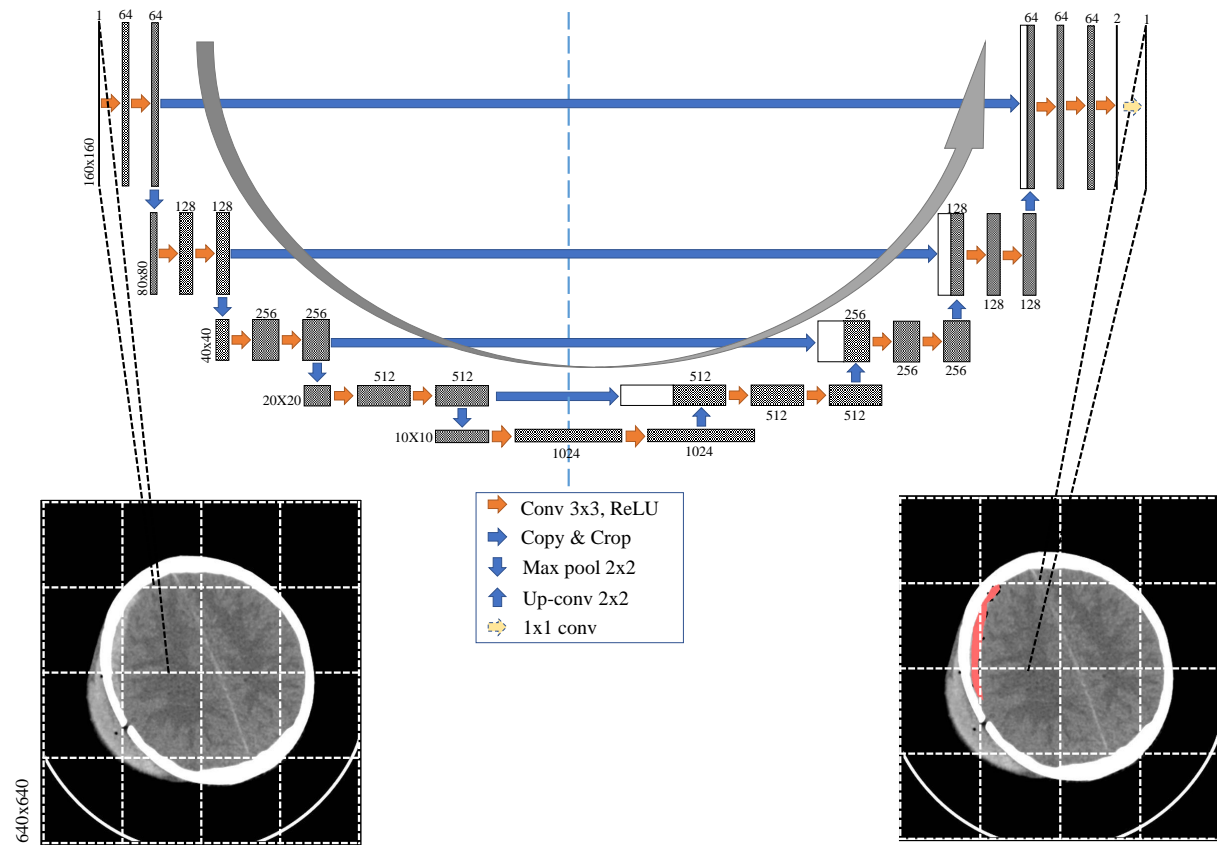 1
64
64
64
64
64
2
1
160x160
128
128
128
80x80
128
128
256
256
256
40x40
256
256
512
512
512
20X20
512
512
10X10
1024
1024
Conv 3x3, ReLU
Copy & Crop
Max pool 2x2
Up-conv 2x2
1x1 conv
640x640